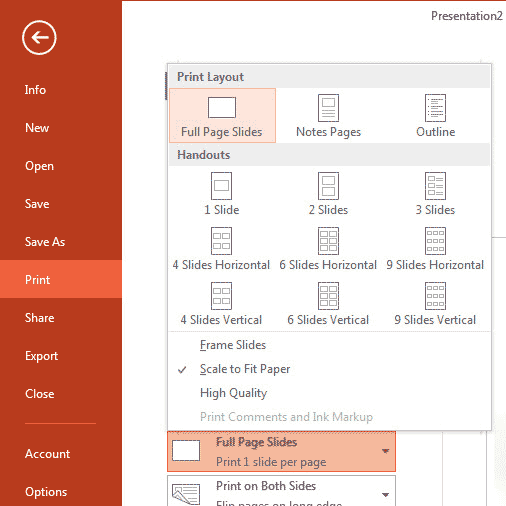 Presentation2
Info
New
Open
Save
Save As
Print
Share
Export
Close
Account
Options
Print Layout
Full Page Slides
Notes Pages
Outline
Handouts
1 Slide
2 Slides
3 Slides
4 Slides Horizontal
6 Slides Horizontal
9 Slides Horizontal
4 Slides Vertical
6 Slides Vertical
9 Slides Vertical
Frame Slides
Scale to Fit Paper
High Quality
Print Comments and Ink Markup
Full Page Slides
Print 1 slide per page
Print on Both Sides
Flip pages on long edge